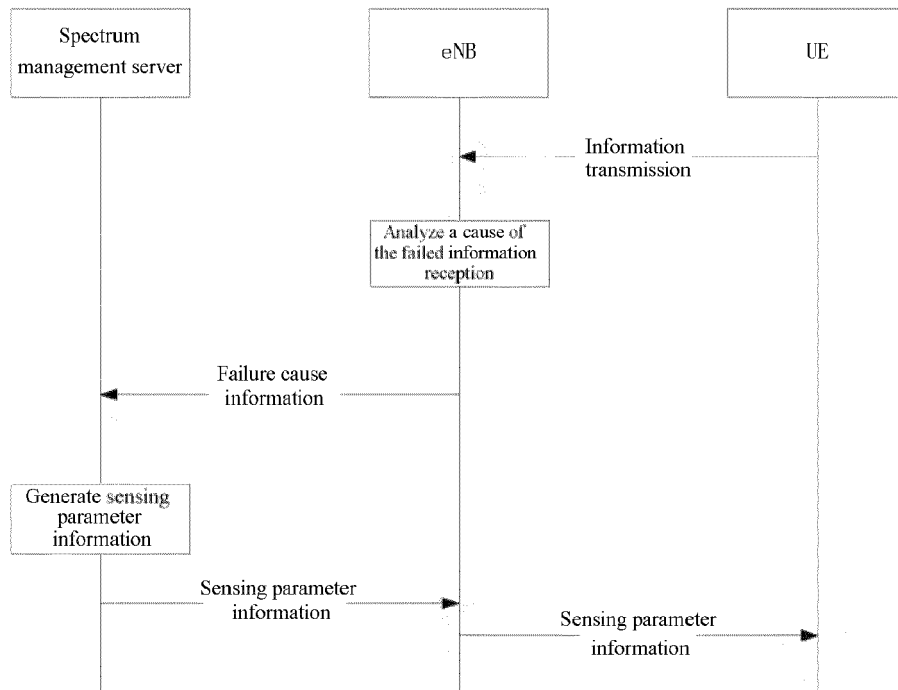 Spectrum
management server
eNB
UE
Information
transmission
Analyze a cause of
the failed information
reception
Failure cause
information
Generate sensing
parameter
information
Sensing parameter
information
Sensing parameter
information